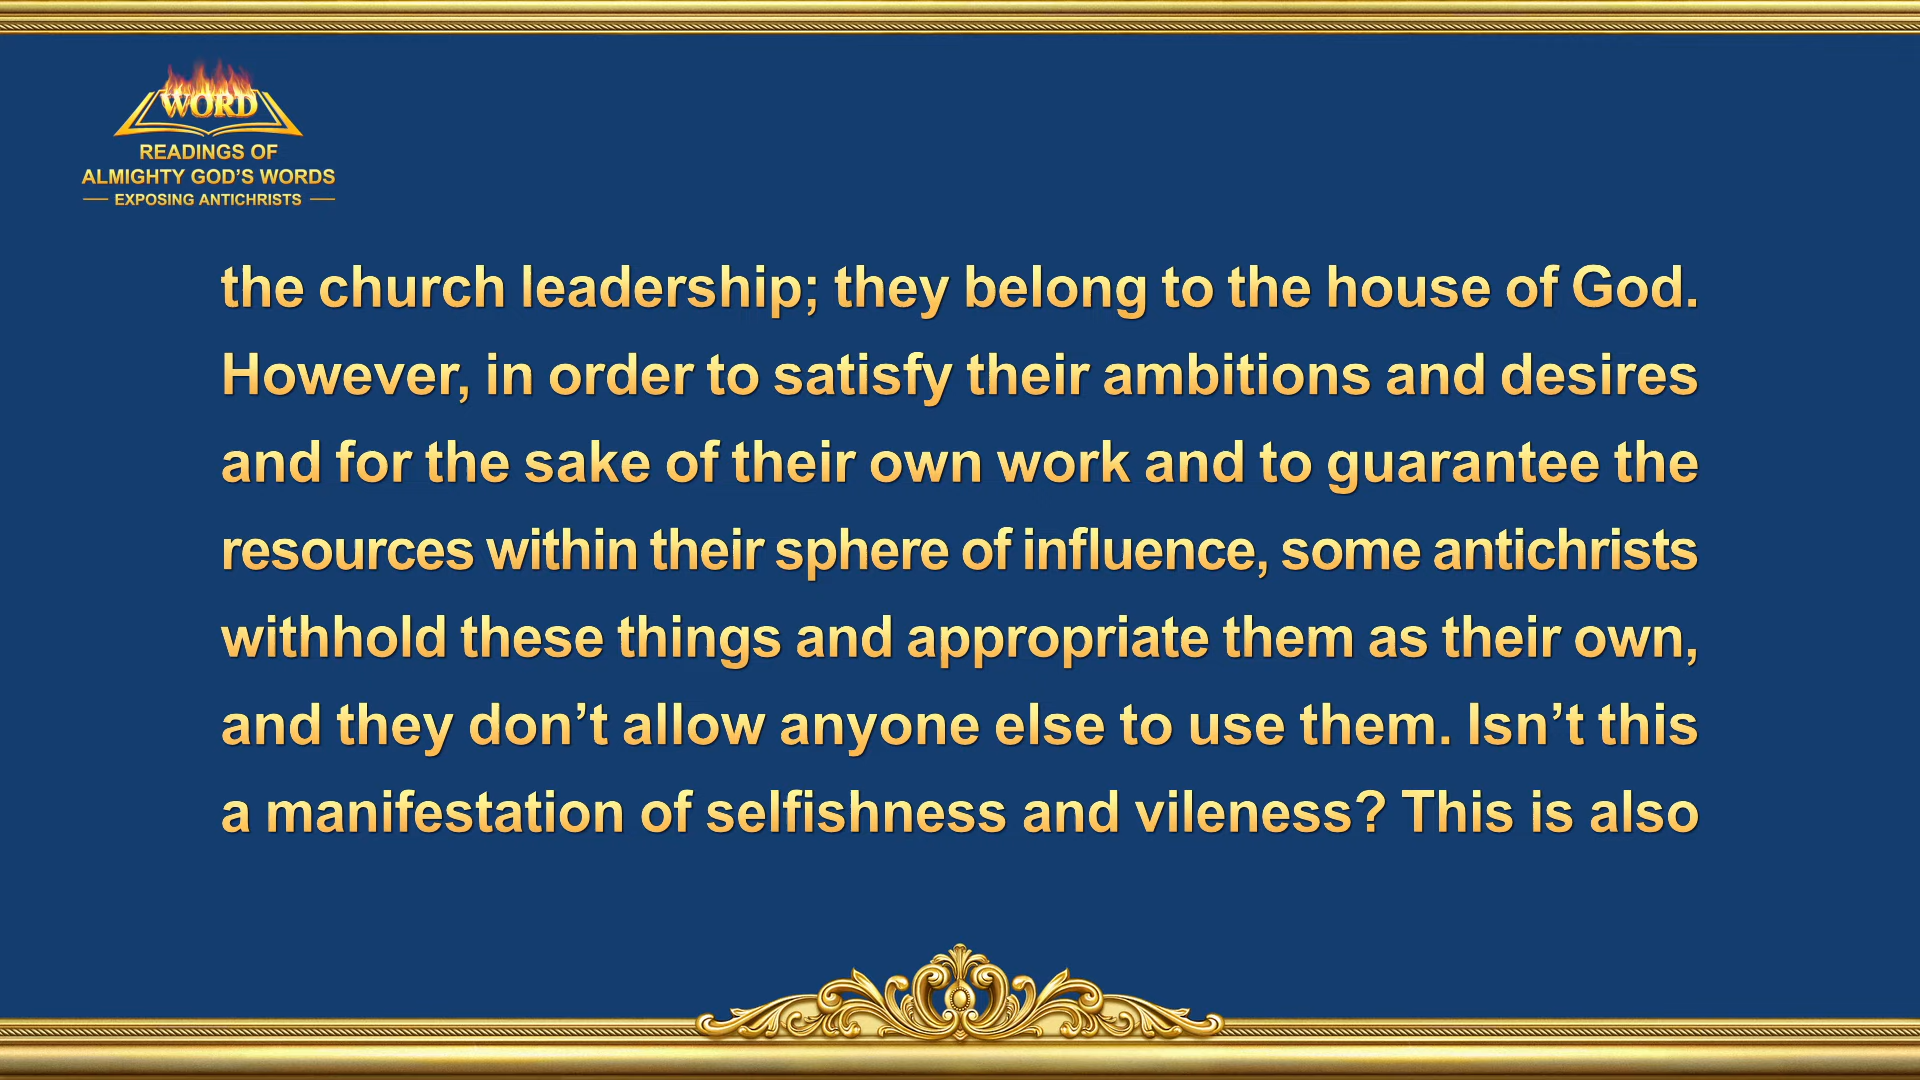 WORD
READINGS OF
ALMIGHTY GOD’S WORDS
EXPOSING ANTICHRISTS
the church leadership; they belong to the house of God.
However, in order to satisfy their ambitions and desires
and for the sake of their own work and to guarantee the
resources within their sphere of influence, some antichrists
withhold these things and appropriate them as their own,
and they don’t allow anyone else to use them. Isn’t this
a manifestation of selfishness and vileness? This is also